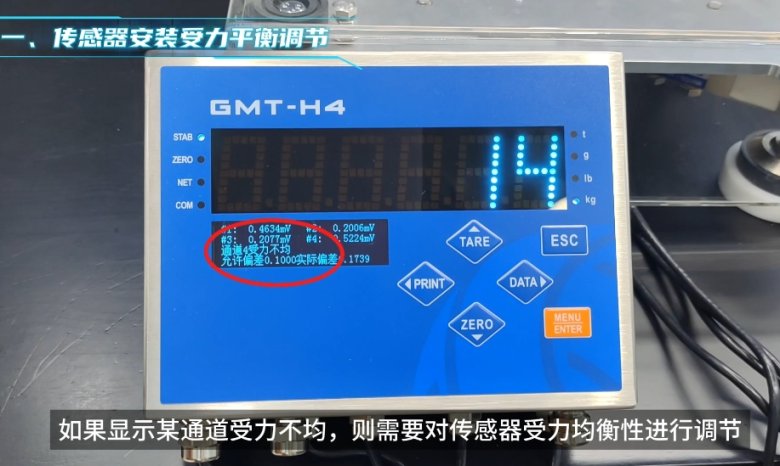 一、传感器安装受力平衡调节
GMT-H4
STAB
ZERO
NET
COM
14
t
g
lb
kg
#1: 0.4634mV #2: 0.2006mV
#3: 0.2077mV #4: 0.5224mV
通道4受力不均
允许偏差0.1000实际偏差0.1739
TARE
ESC
PRINT
DATA
ZERO
MENU
ENTER
如果显示某通道受力不均，则需要对传感器受力均衡性进行调节